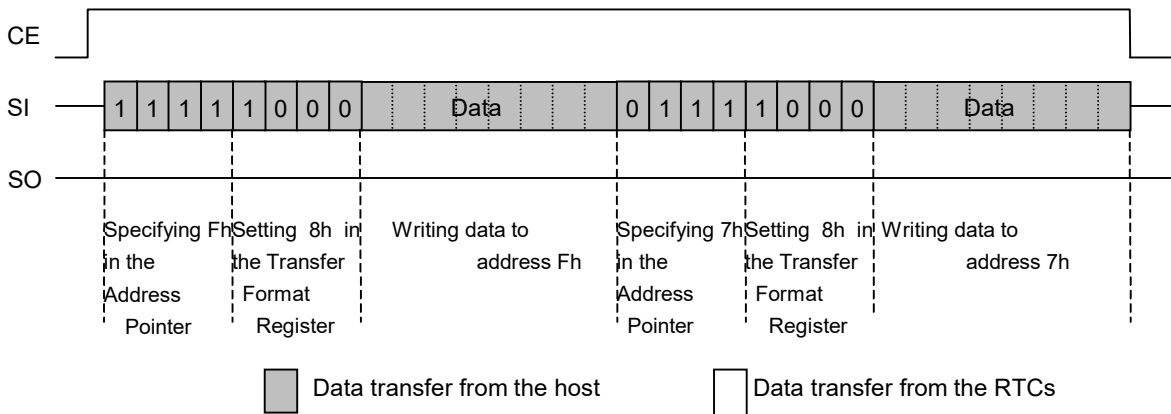 CE
SI 1 1 1 1 1 0 0 0 Data 0 1 1 1 1 0 0 0 Data
SO
Specifying Fh Setting 8h in Writing data to Specifying 7h Setting 8h in Writing data to
in the the Transfer address Fh in the the Transfer address 7h
Address Format Address Format
Pointer Register Pointer Register
Data transfer from the host Data transfer from the RTCs